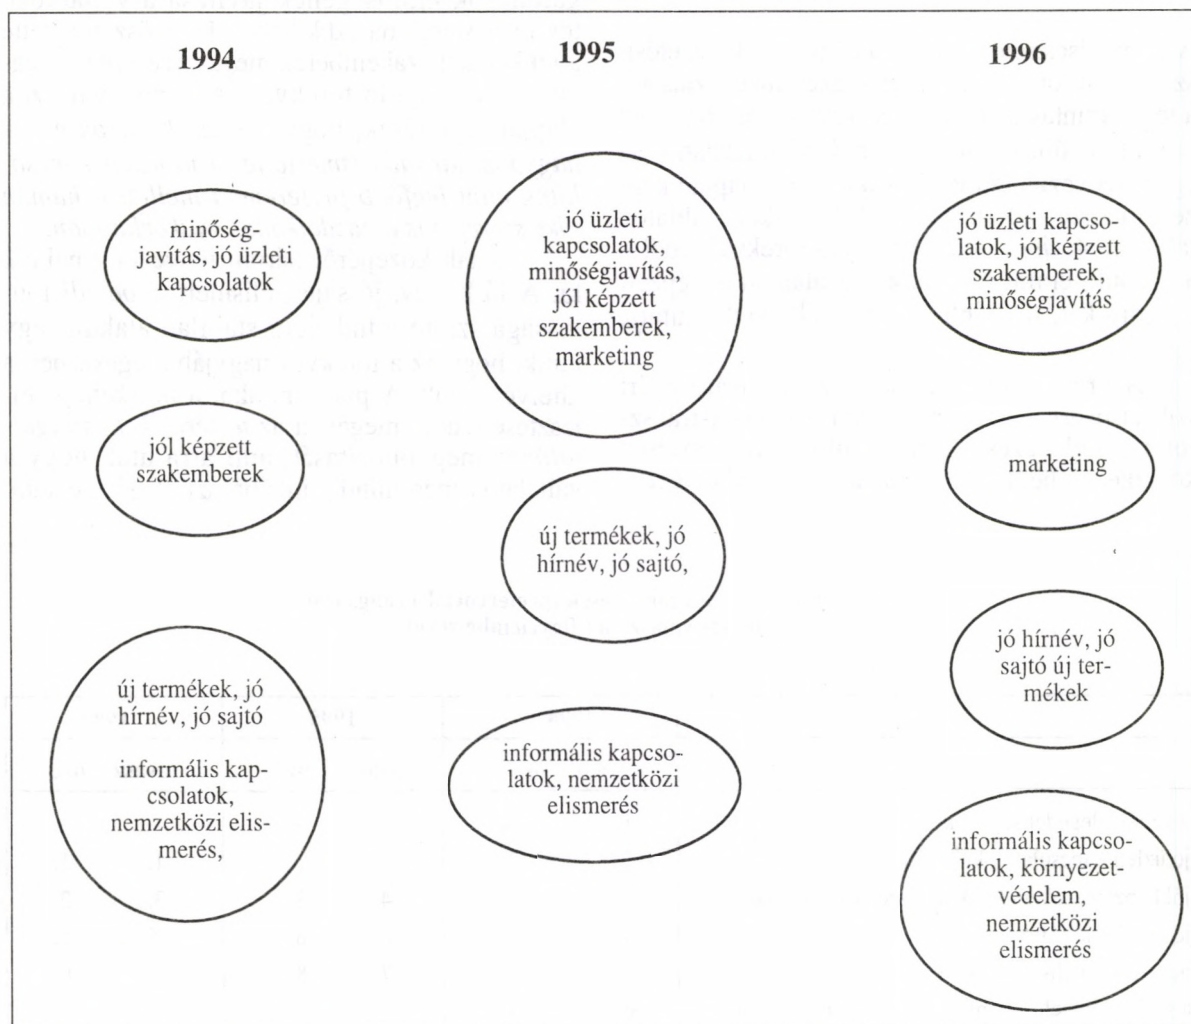 1994
minőség-
javítás, jó üzleti
kapcsolatok
jól képzett
szakemberek
új termékek, jó
hírnév, jó sajtó
informális kap-
csolatok,
nemzetközi elis-
merés,
1995
jó üzleti
kapcsolatok,
minőségjavítás,
jól képzett
szakemberek,
marketing
új termékek, jó
hírnév, jó sajtó,
informális kapcso-
latok, nemzetközi
elismerés
1996
jó üzleti kapcso-
latok, jól képzett
szakemberek,
minőségjavítás
marketing
jó hírnév, jó
sajtó új ter-
mékek
informális kapcso-
latok, környezet-
védelem,
nemzetközi
elismerés